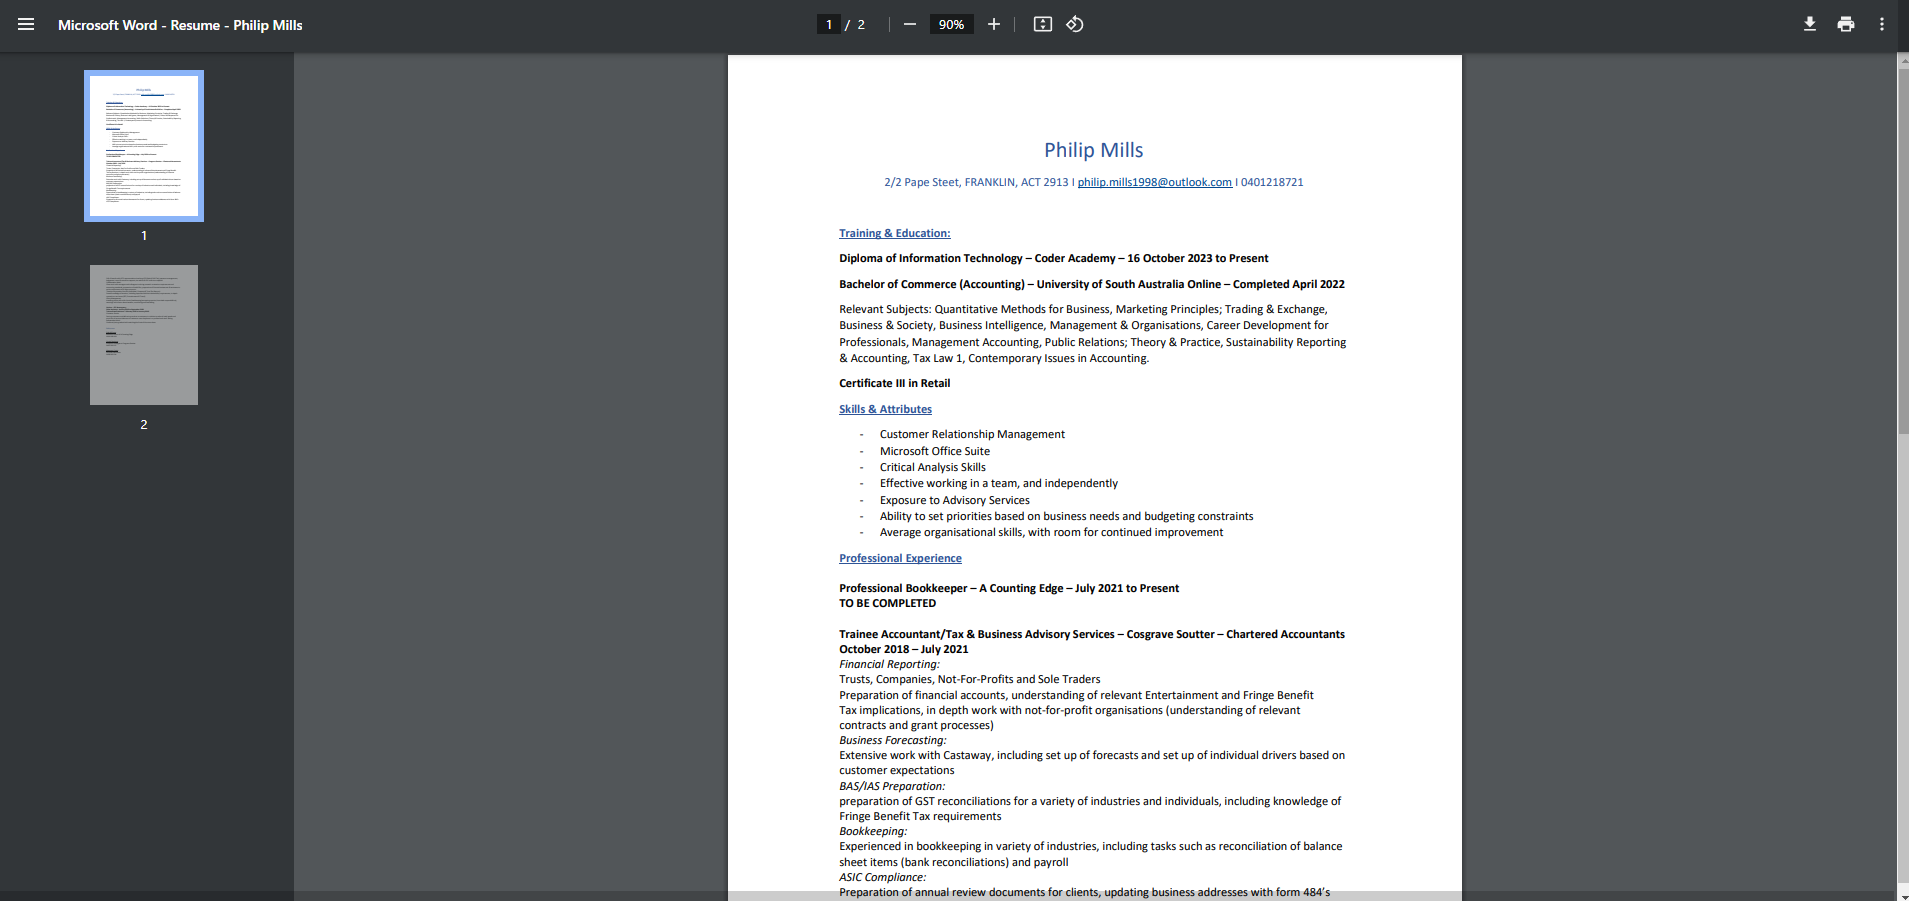 Microsoft Word - Resume - Philip Mills
1 / 2
90%
1
2
Philip Mills
2/2 Pape Steet, FRANKLIN, ACT 2913 I philip.mills1998@outlook.com I 0401218721
Training & Education:
Diploma of Information Technology – Coder Academy – 16 October 2023 to Present
Bachelor of Commerce (Accounting) – University of South Australia Online – Completed April 2022
Relevant Subjects: Quantitative Methods for Business, Marketing Principles; Trading & Exchange,
Business & Society, Business Intelligence, Management & Organisations, Career Development for
Professionals, Management Accounting, Public Relations; Theory & Practice, Sustainability Reporting
& Accounting, Tax Law 1, Contemporary Issues in Accounting.
Certificate III in Retail
Skills & Attributes
- Customer Relationship Management
- Microsoft Office Suite
- Critical Analysis Skills
- Effective working in a team, and independently
- Exposure to Advisory Services
- Ability to set priorities based on business needs and budgeting constraints
- Average organisational skills, with room for continued improvement
Professional Experience
Professional Bookkeeper – A Counting Edge – July 2021 to Present
TO BE COMPLETED
Trainee Accountant/Tax & Business Advisory Services – Cosgrave Soutter – Chartered Accountants
October 2018 – July 2021
Financial Reporting:
Trusts, Companies, Not-For-Profits and Sole Traders
Preparation of financial accounts, understanding of relevant Entertainment and Fringe Benefit
Tax implications, in depth work with not-for-profit organisations (understanding of relevant
contracts and grant processes)
Business Forecasting:
Extensive work with Castaway, including set up of forecasts and set up of individual drivers based on
customer expectations
BAS/IAS Preparation:
preparation of GST reconciliations for a variety of industries and individuals, including knowledge of
Fringe Benefit Tax requirements
Bookkeeping:
Experienced in bookkeeping in variety of industries, including tasks such as reconciliation of balance
sheet items (bank reconciliations) and payroll
ASIC Compliance:
Preparation of annual review documents for clients, updating business addresses with form 484's